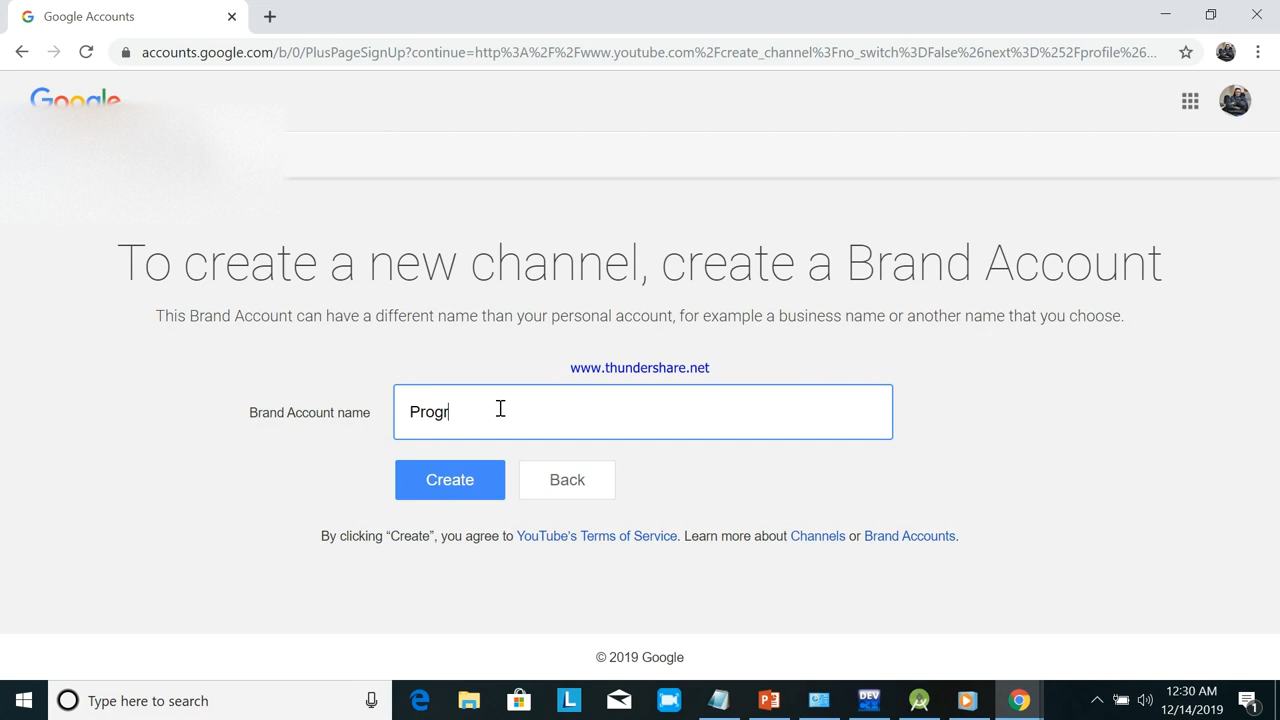 Google Accounts
accounts.google.com/b/0/PlusPageSignUp?continue=http%3A%2F%2Fwww.youtube.com%2Fcreate_channel%3Fno_switch%3DFalse%26next%3D%252Fprofile%26...
Google
To create a new channel, create a Brand Account
This Brand Account can have a different name than your personal account, for example a business name or another name that you choose.
www.thundershare.net
Brand Account name
Progr
Create
Back
By clicking “Create”, you agree to YouTube’s Terms of Service. Learn more about Channels or Brand Accounts.
© 2019 Google
Type here to search
L
DEV
12:30 AM
12/14/2019
1